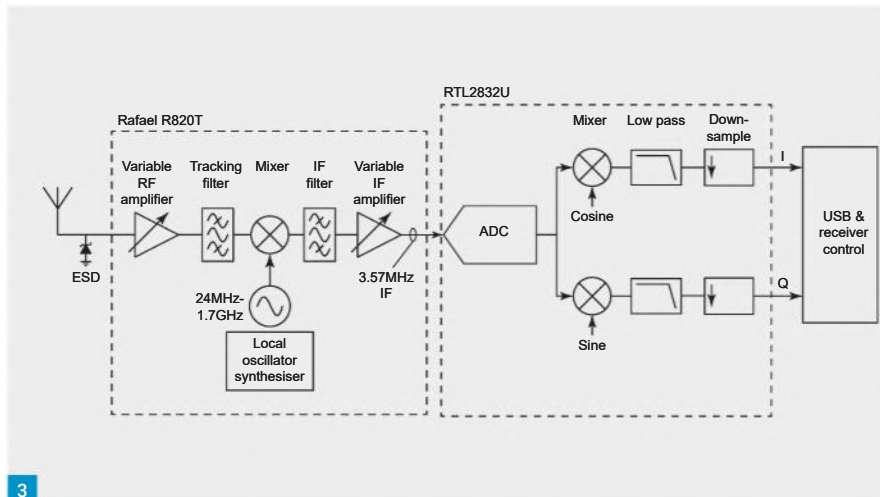 RTL2832U
Rafael R820T
Mixer
Low pass
Down-
sample
Variable
RF
amplifier
Tracking
filter
Mixer
IF
filter
Variable
IF
amplifier
I
ESD
Cosine
ADC
USB &
receiver
control
3.57MHz
IF
24MHz-
1.7GHz
Q
Local
oscillator
synthesiser
Sine
3